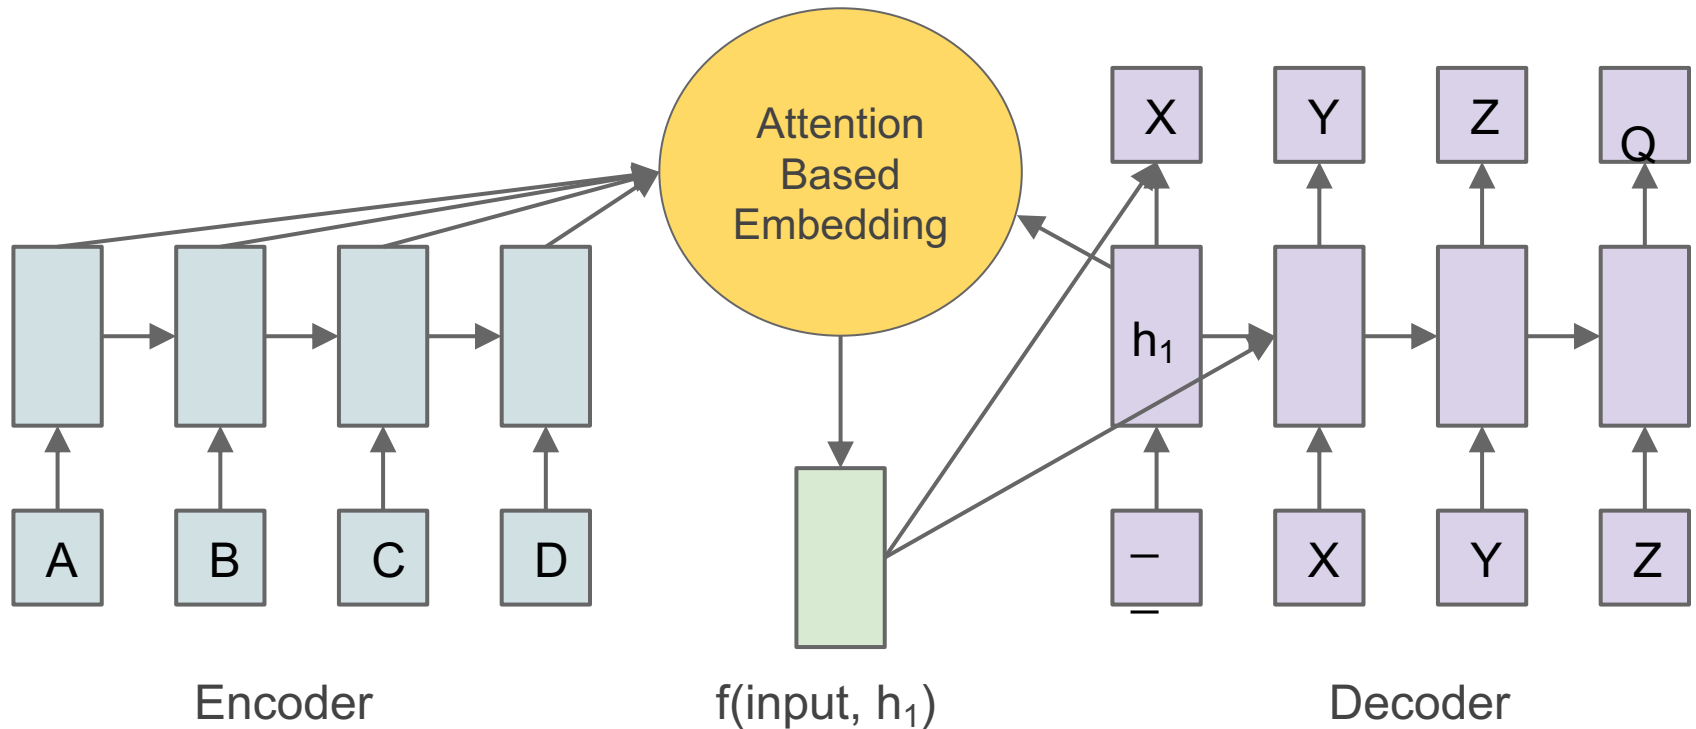 Attention
Based
Embedding
X
Y
Z
Q
h₁
A
B
C
D
_
_
X
Y
Z
Encoder
f(input, h₁)
Decoder